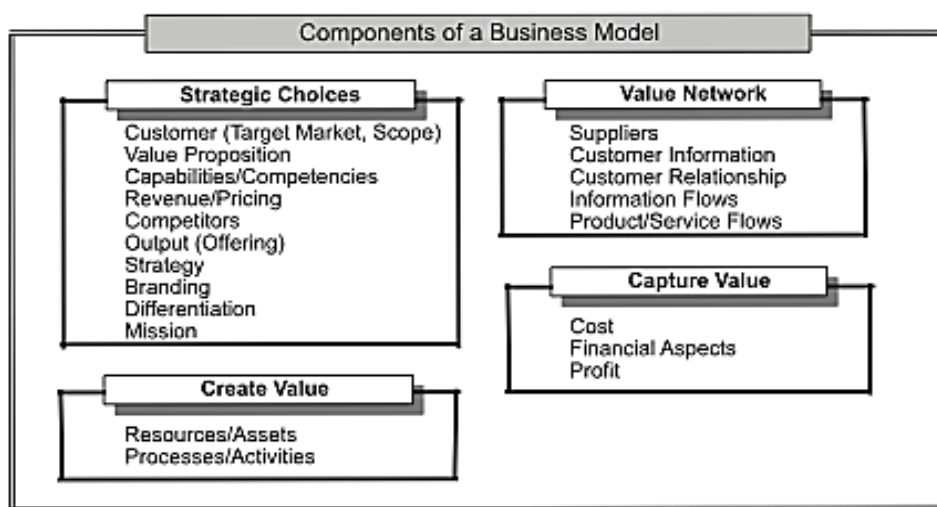 Components of a Business Model
Strategic Choices
Customer (Target Market, Scope)
Value Proposition
Capabilities/Competencies
Revenue/Pricing
Competitors
Output (Offering)
Strategy
Branding
Differentiation
Mission
Value Network
Suppliers
Customer Information
Customer Relationship
Information Flows
Product/Service Flows
Create Value
Resources/Assets
Processes/Activities
Capture Value
Cost
Financial Aspects
Profit